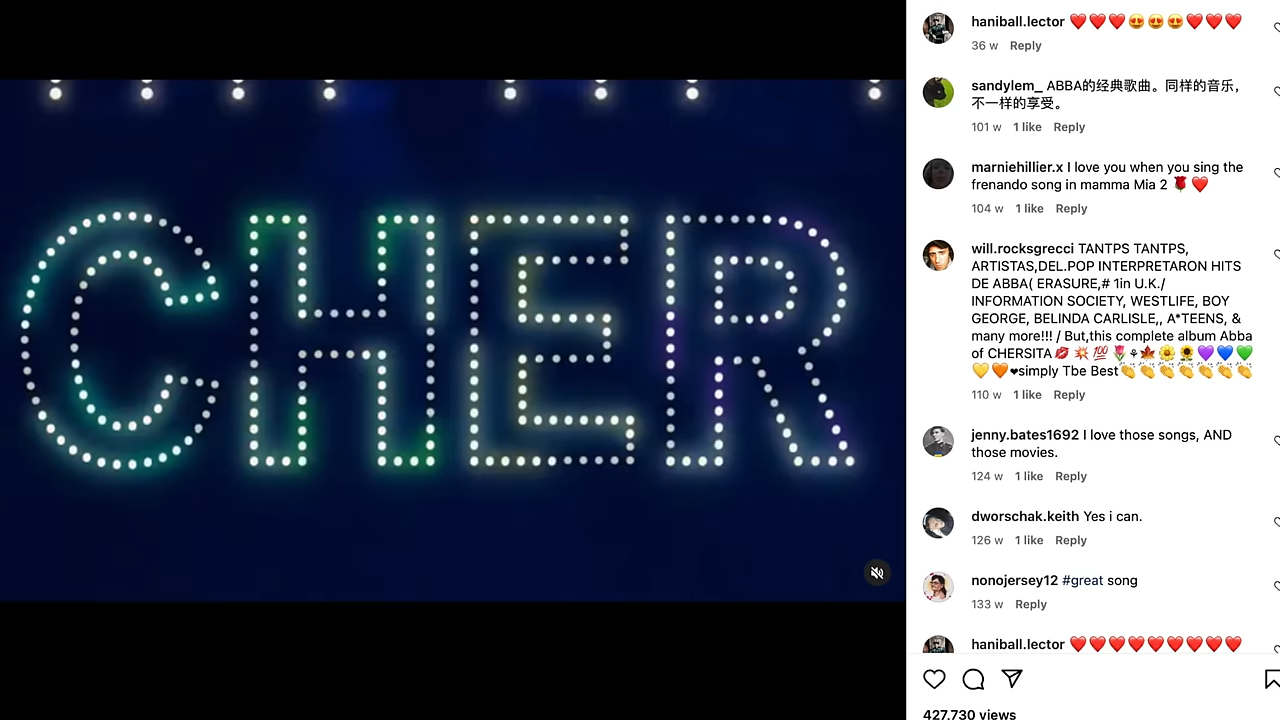 CHER
haniball.lector ❤️❤️❤️😍😍😍❤️❤️❤️
36 w Reply
sandylem_ ABBA的经典歌曲。同样的音乐，
不一样的享受。
101 w 1 like Reply
marniehillier.x I love you when you sing the
frenando song in mamma Mia 2 🌹❤️
104 w 1 like Reply
will.rocksgrecci TANTPS TANTPS,
ARTISTAS,DEL.POP INTERPRETARON HITS
DE ABBA( ERASURE,# 1in U.K./
INFORMATION SOCIETY, WESTLIFE, BOY
GEORGE, BELINDA CARLISLE,, A*TEENS, &
many more!!! / But,this complete album Abba
of CHERSITA💋💥💯🌷⚘🍁🌼🌻💜💙💚
💛🧡❤simply Tbe Best👏👏👏👏👏👏👏
110 w 1 like Reply
jenny.bates1692 I love those songs, AND
those movies.
124 w 1 like Reply
dworschak.keith Yes i can.
126 w 1 like Reply
nonojersey12 #great song
133 w Reply
haniball.lector ❤️❤️❤️❤️❤️❤️❤️❤️❤️
427,730 views